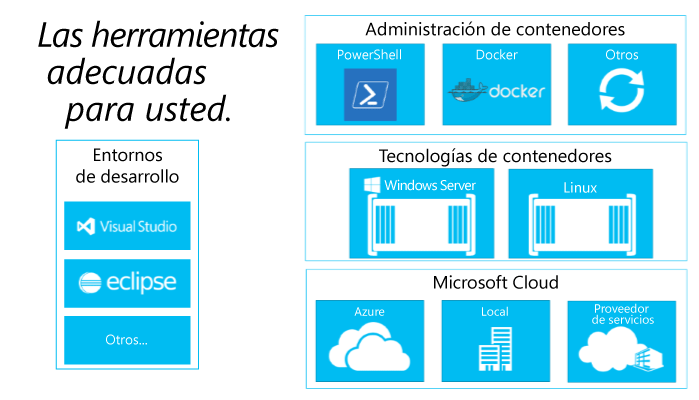 Las herramientas
adecuadas
para usted.
Entornos
de desarrollo
Visual Studio
eclipse
Otros...
Administración de contenedores
PowerShell
Docker
Otros
docker
Tecnologías de contenedores
Windows Server
Linux
Microsoft Cloud
Azure
Local
Proveedor
de servicios